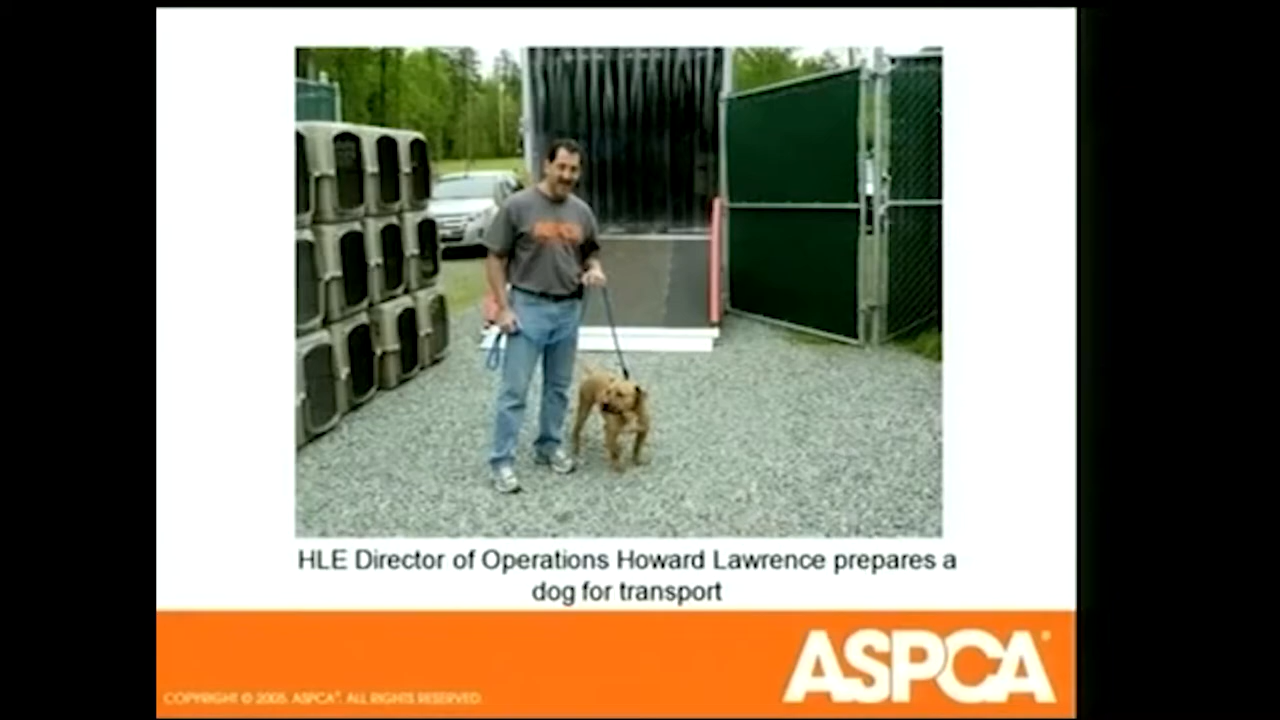 HLE Director of Operations Howard Lawrence prepares a
dog for transport
ASPCA®
COPYRIGHT © 2005. ASPCA®. ALL RIGHTS RESERVED.